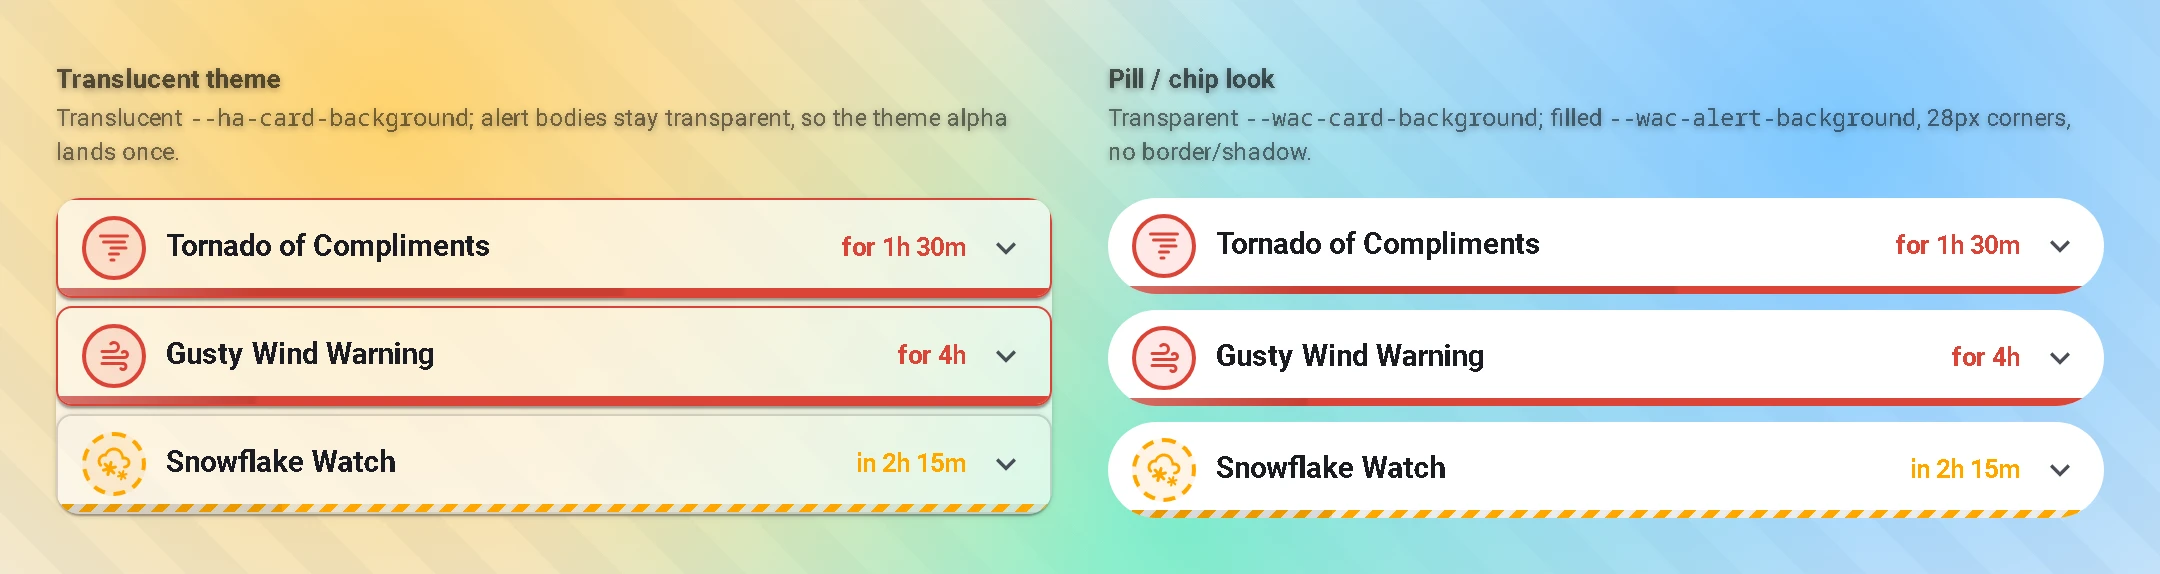 Translucent theme
Translucent --ha-card-background; alert bodies stay transparent, so the theme alpha
lands once.
Tornado of Compliments for 1h 30m
Gusty Wind Warning for 4h
Snowflake Watch in 2h 15m
Pill / chip look
Transparent --wac-card-background; filled --wac-alert-background, 28px corners,
no border/shadow.
Tornado of Compliments for 1h 30m
Gusty Wind Warning for 4h
Snowflake Watch in 2h 15m